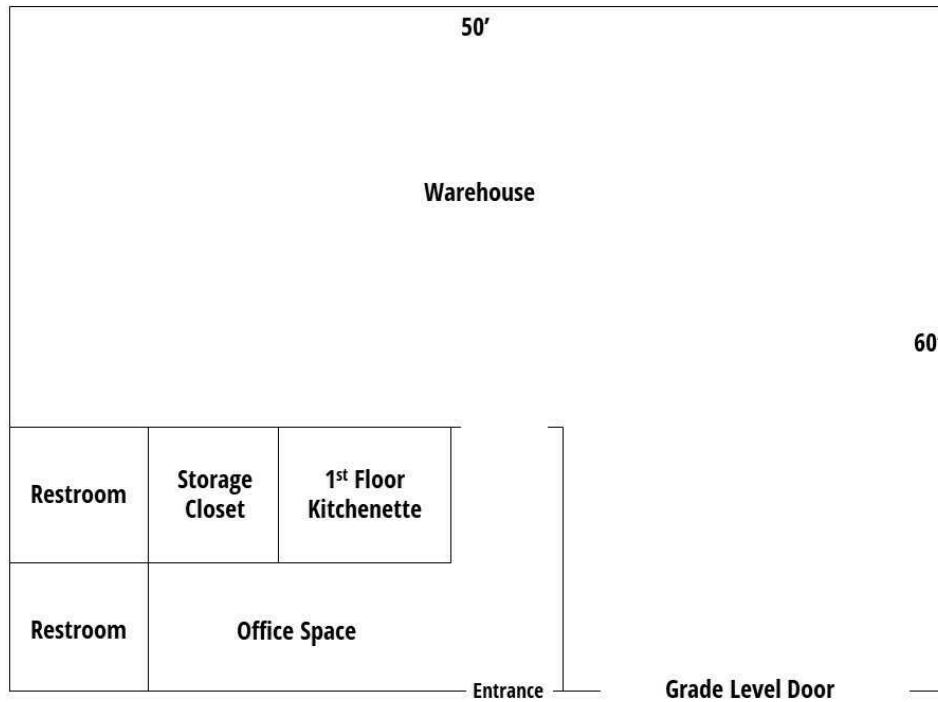 50’
Warehouse
60’
Restroom
Storage
Closet
1st Floor
Kitchenette
Restroom
Office Space
Entrance
Grade Level Door